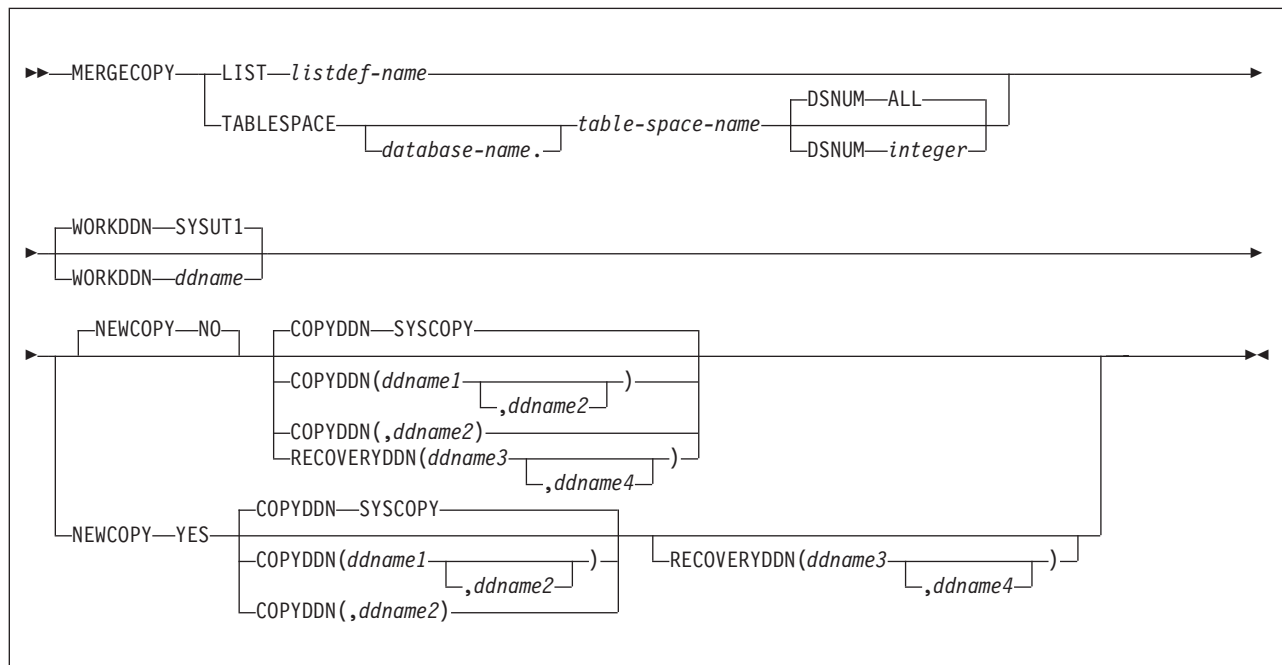 MERGECOPY LIST listdef-name
DSNUM ALL
TABLESPACE table-space-name
database-name. DSNUM integer
WORKDDN SYSUT1
WORKDDN ddname
NEWCOPY NO COPYDDN SYSCOPY
COPYDDN(ddname1 )
,ddname2
COPYDDN(,ddname2)
RECOVERYDDN(ddname3 )
,ddname4
COPYDDN SYSCOPY
NEWCOPY YES
COPYDDN(ddname1 ) RECOVERYDDN(ddname3 )
,ddname2 ,ddname4
COPYDDN(,ddname2)